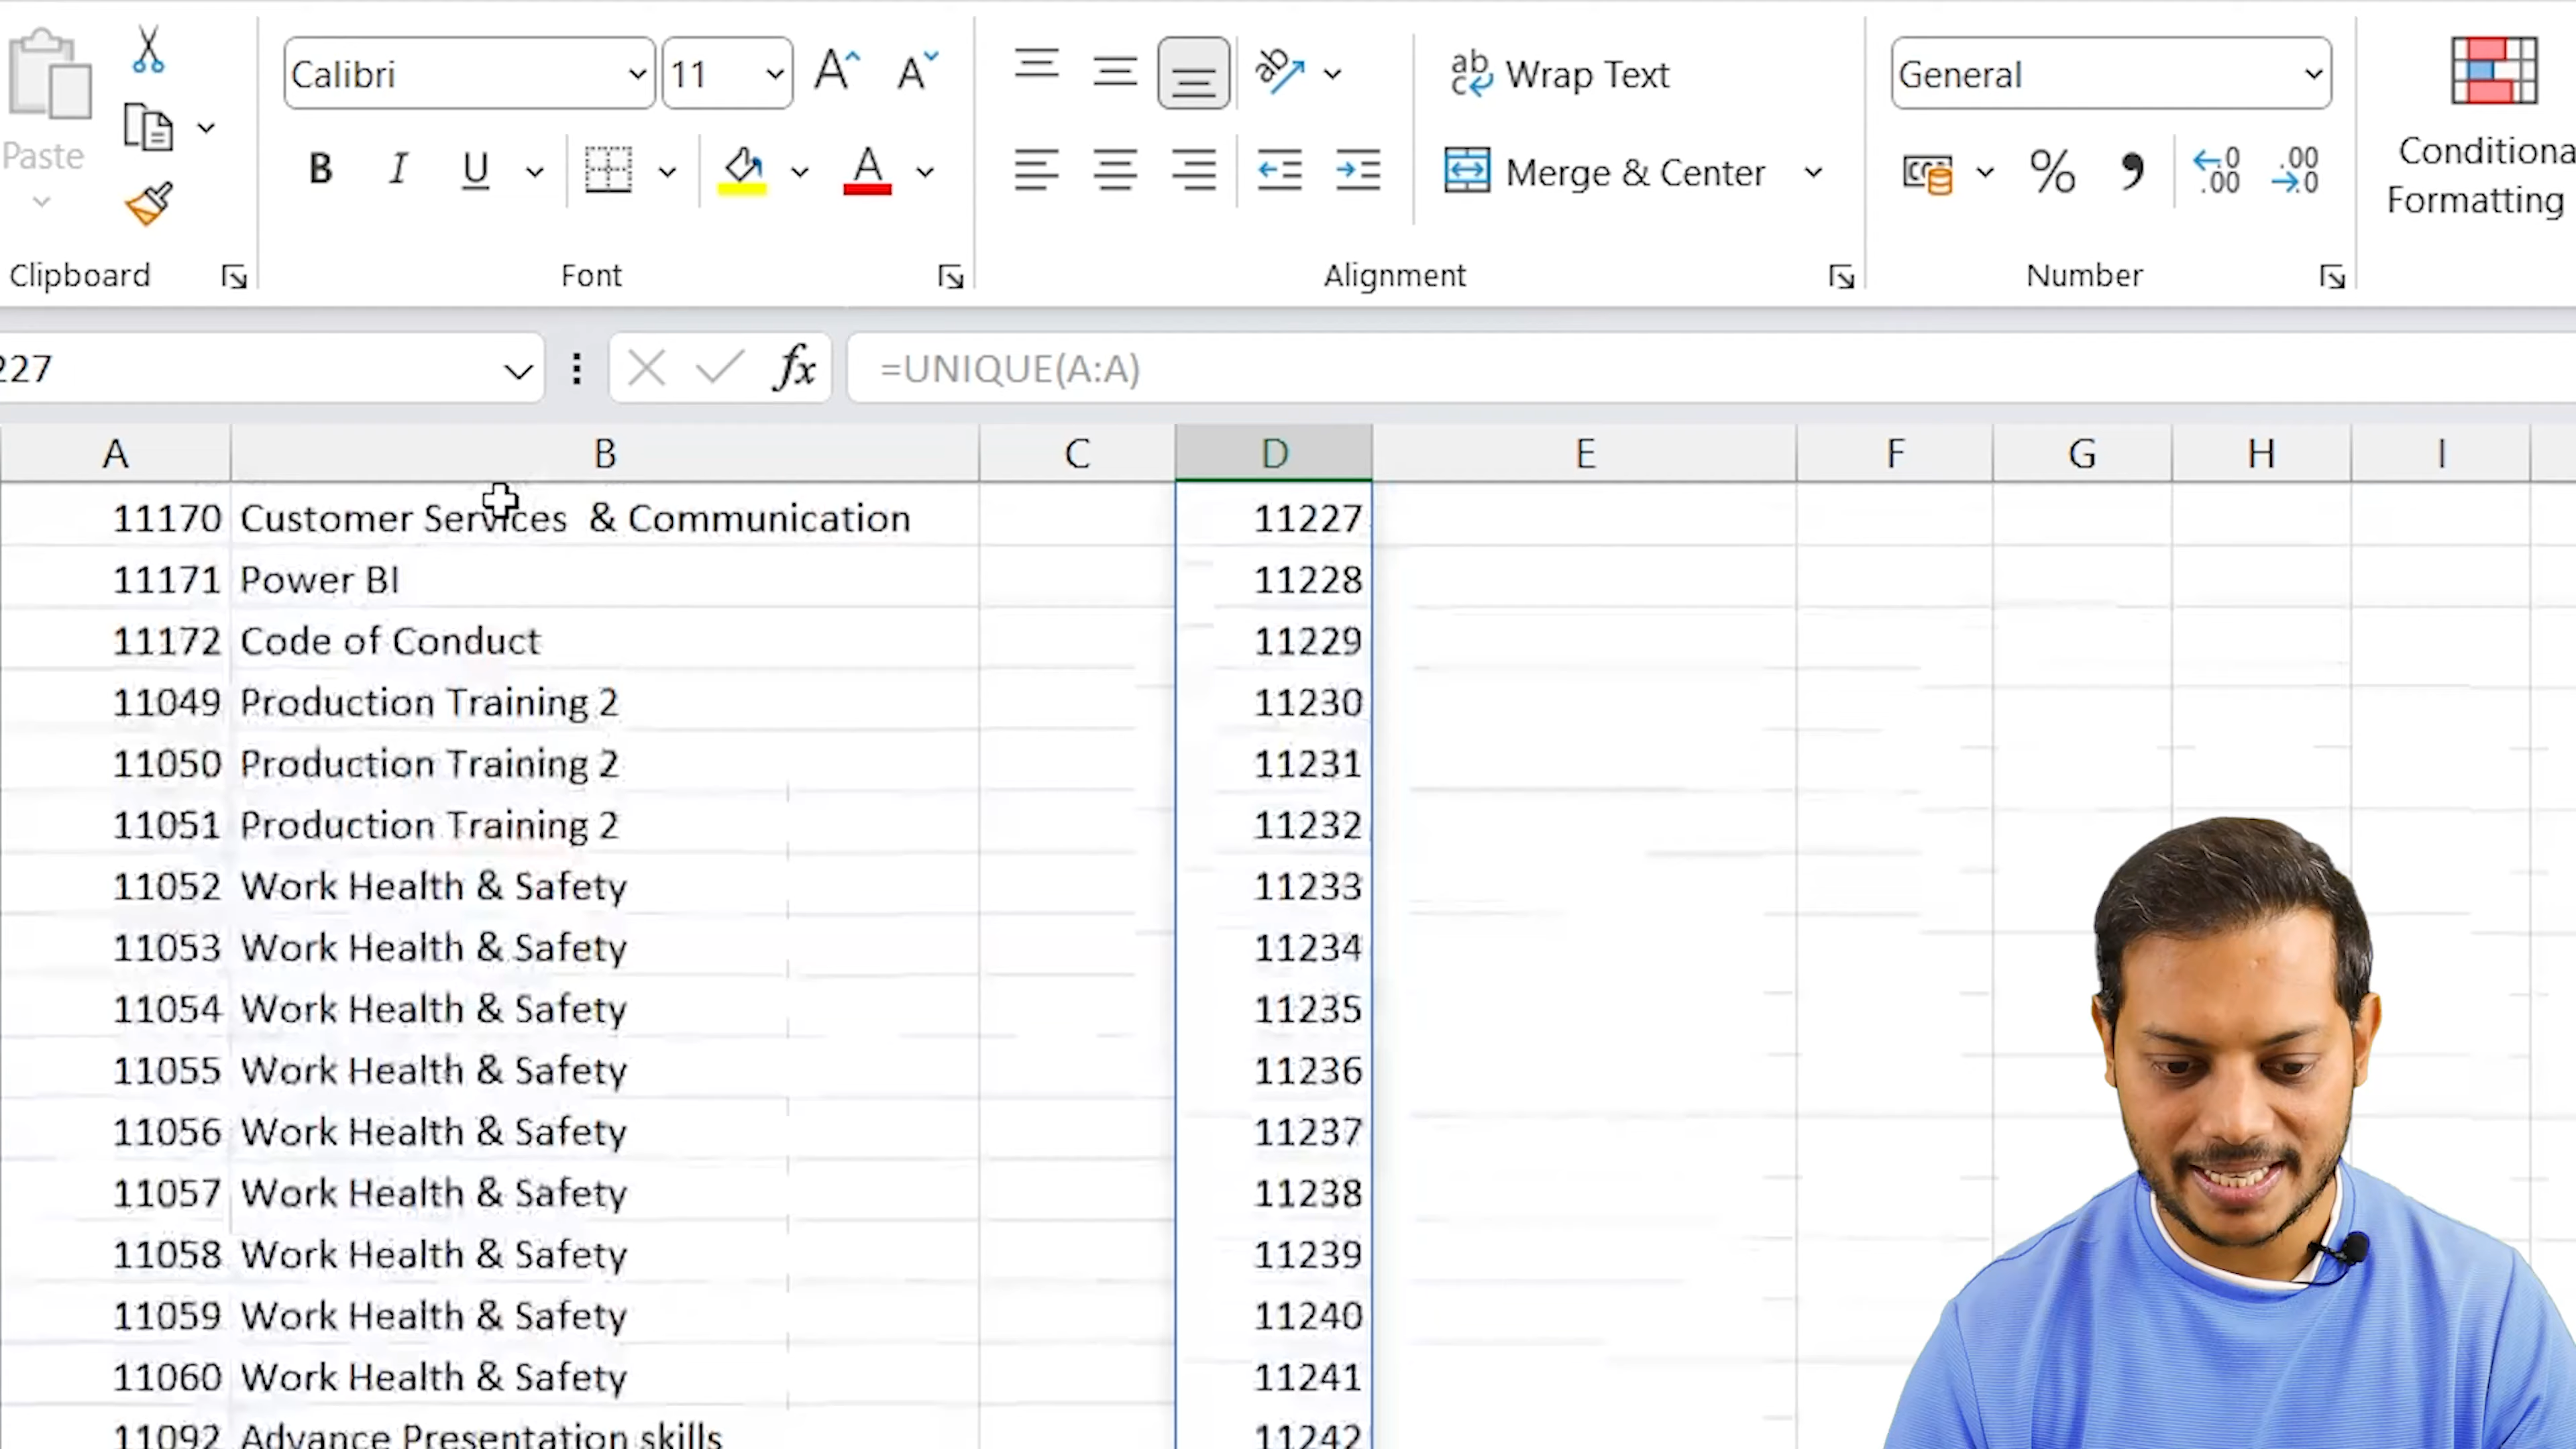 Paste
Clipboard
Calibri
11
B I U
Font
Wrap Text
Merge & Center
Alignment
General
Number
Conditiona
Formatting
227
fx
=UNIQUE(A:A)
A B C D E F G H I
11170 Customer Services & Communication 11227
11171 Power BI 11228
11172 Code of Conduct 11229
11049 Production Training 2 11230
11050 Production Training 2 11231
11051 Production Training 2 11232
11052 Work Health & Safety 11233
11053 Work Health & Safety 11234
11054 Work Health & Safety 11235
11055 Work Health & Safety 11236
11056 Work Health & Safety 11237
11057 Work Health & Safety 11238
11058 Work Health & Safety 11239
11059 Work Health & Safety 11240
11060 Work Health & Safety 11241
11092 Advance Presentation skills 11242